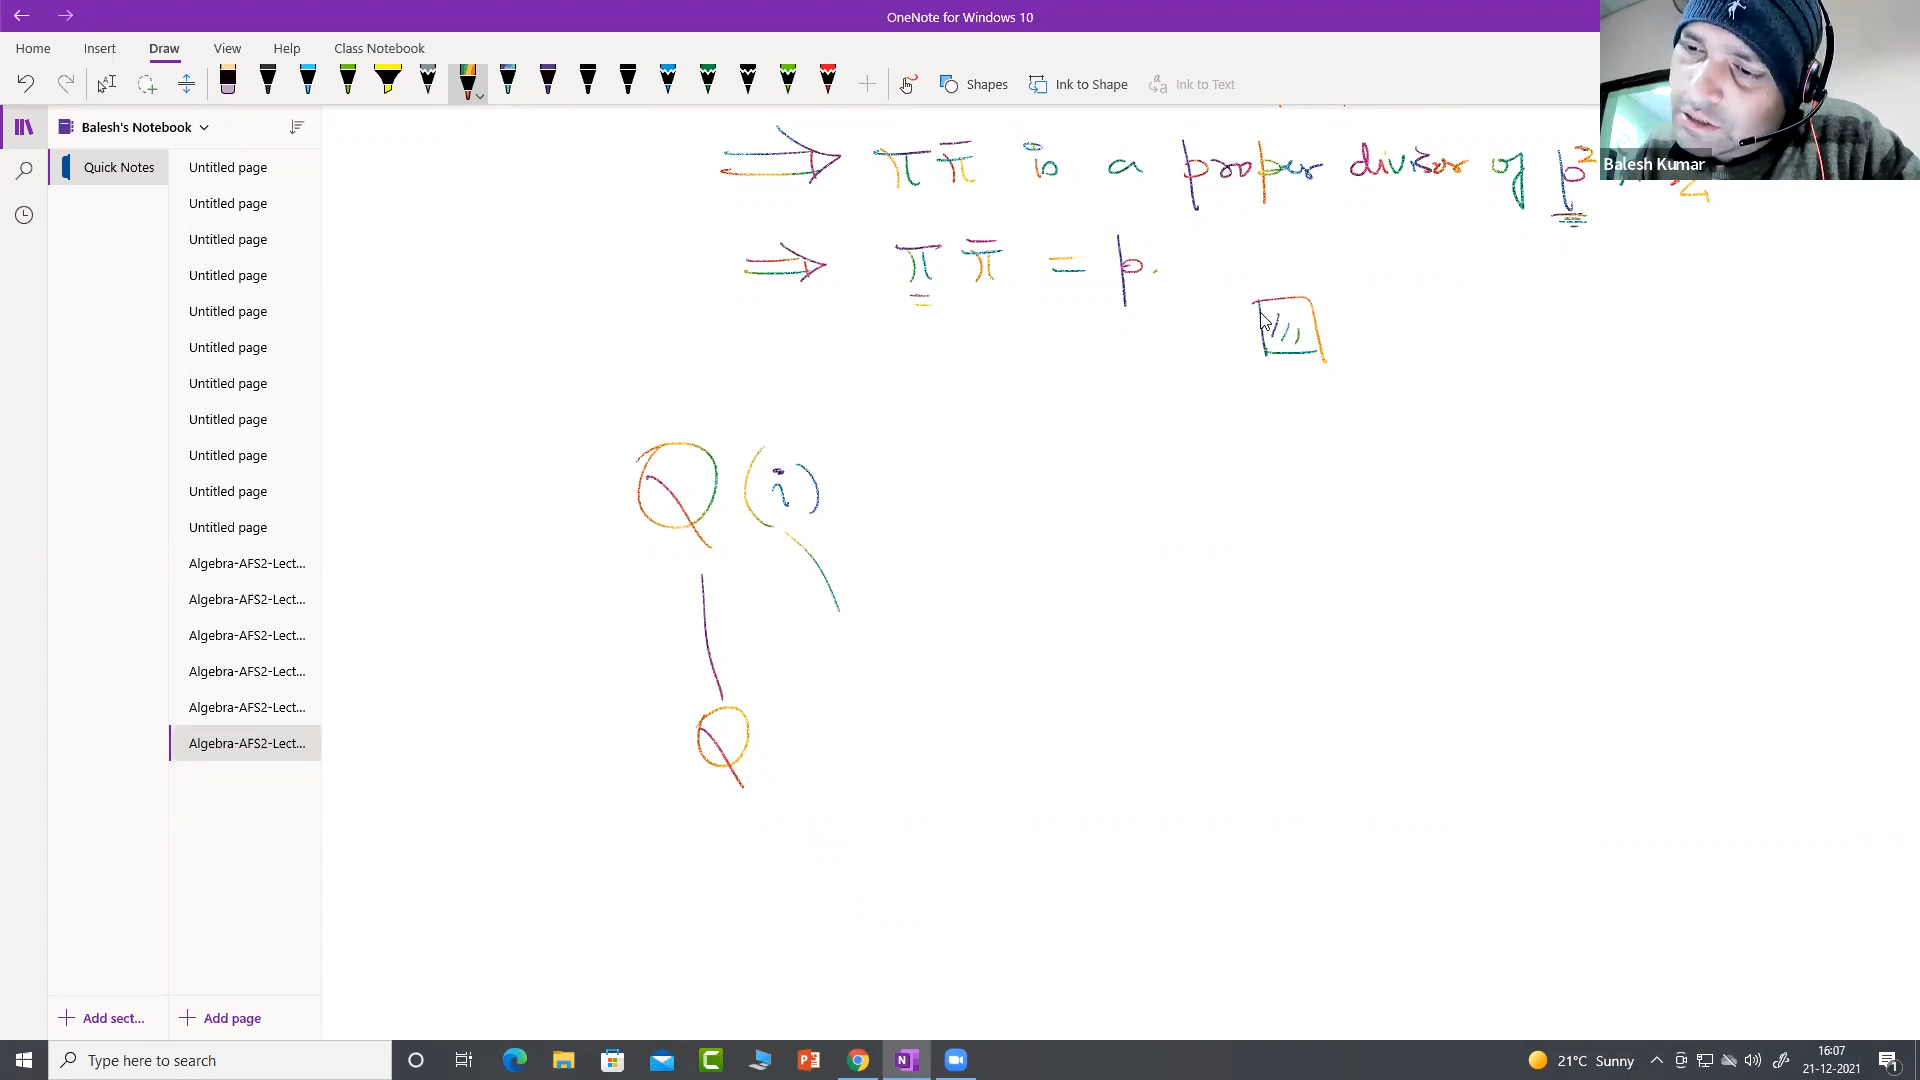 OneNote for Windows 10
Home Insert Draw View Help Class Notebook
Shapes Ink to Shape Ink to Text
Balesh's Notebook
Quick Notes
Untitled page
Untitled page
Untitled page
Untitled page
Untitled page
Untitled page
Untitled page
Untitled page
Untitled page
Untitled page
Untitled page
Algebra-AFS2-Lect...
Algebra-AFS2-Lect...
Algebra-AFS2-Lect...
Algebra-AFS2-Lect...
Algebra-AFS2-Lect...
Algebra-AFS2-Lect...
Add sect... Add page
Balesh Kumar
⟹ π π̄ is a proper divisor of p²
⟹ π π̄ = p.
Q (i)
Q
Type here to search
21°C Sunny
16:07
21-12-2021